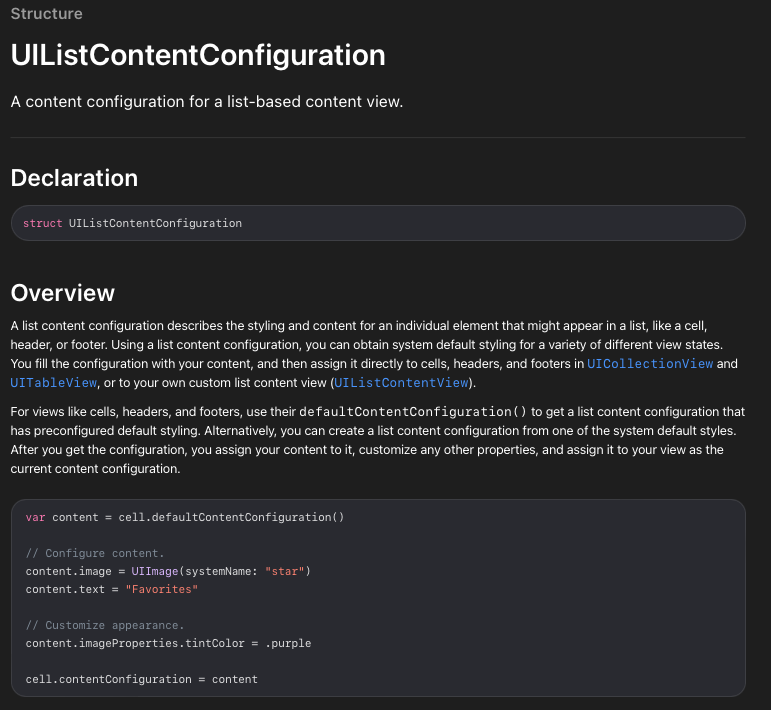 Structure
UIListContentConfiguration
A content configuration for a list-based content view.
Declaration
struct UIListContentConfiguration
Overview
A list content configuration describes the styling and content for an individual element that might appear in a list, like a cell,
header, or footer. Using a list content configuration, you can obtain system default styling for a variety of different view states.
You fill the configuration with your content, and then assign it directly to cells, headers, and footers in UICollectionView and
UITableView, or to your own custom list content view (UIListContentView).
For views like cells, headers, and footers, use their defaultContentConfiguration() to get a list content configuration that
has preconfigured default styling. Alternatively, you can create a list content configuration from one of the system default styles.
After you get the configuration, you assign your content to it, customize any other properties, and assign it to your view as the
current content configuration.
var content = cell.defaultContentConfiguration()
// Configure content.
content.image = UIImage(systemName: "star")
content.text = "Favorites"
// Customize appearance.
content.imageProperties.tintColor = .purple
cell.contentConfiguration = content